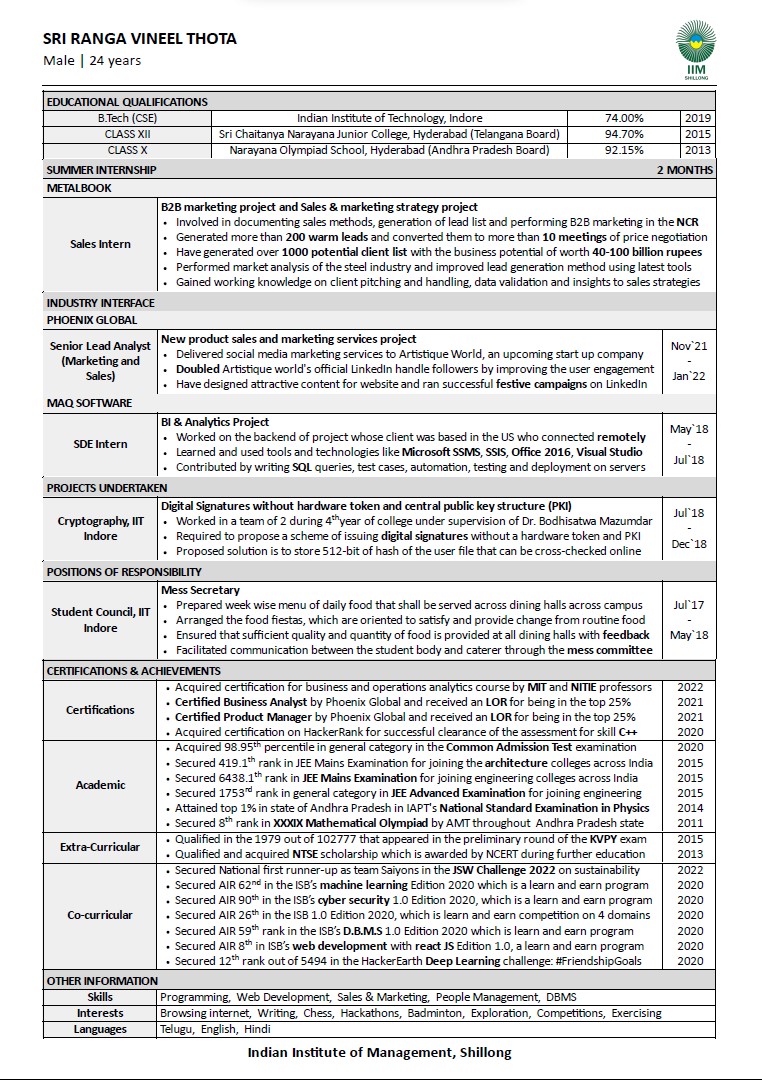 SRI RANGA VINEEL THOTA
Male | 24 years
IIM
SHILLONG
EDUCATIONAL QUALIFICATIONS
B.Tech (CSE) Indian Institute of Technology, Indore 74.00% 2019
CLASS XII Sri Chaitanya Narayana Junior College, Hyderabad (Telangana Board) 94.70% 2015
CLASS X Narayana Olympiad School, Hyderabad (Andhra Pradesh Board) 92.15% 2013
SUMMER INTERNSHIP 2 MONTHS
METALBOOK
Sales Intern
B2B marketing project and Sales & marketing strategy project
• Involved in documenting sales methods, generation of lead list and performing B2B marketing in the NCR
• Generated more than 200 warm leads and converted them to more than 10 meetings of price negotiation
• Have generated over 1000 potential client list with the business potential of worth 40-100 billion rupees
• Performed market analysis of the steel industry and improved lead generation method using latest tools
• Gained working knowledge on client pitching and handling, data validation and insights to sales strategies
INDUSTRY INTERFACE
PHOENIX GLOBAL
Senior Lead Analyst
(Marketing and
Sales)
New product sales and marketing services project
• Delivered social media marketing services to Artistique World, an upcoming start up company
• Doubled Artistique world's official LinkedIn handle followers by improving the user engagement
• Have designed attractive content for website and ran successful festive campaigns on LinkedIn
Nov`21
-
Jan`22
MAQ SOFTWARE
SDE Intern
BI & Analytics Project
• Worked on the backend of project whose client was based in the US who connected remotely
• Learned and used tools and technologies like Microsoft SSMS, SSIS, Office 2016, Visual Studio
• Contributed by writing SQL queries, test cases, automation, testing and deployment on servers
May`18
-
Jul`18
PROJECTS UNDERTAKEN
Cryptography, IIT
Indore
Digital Signatures without hardware token and central public key structure (PKI)
• Worked in a team of 2 during 4thyear of college under supervision of Dr. Bodhisatwa Mazumdar
• Required to propose a scheme of issuing digital signatures without a hardware token and PKI
• Proposed solution is to store 512-bit of hash of the user file that can be cross-checked online
Jul`18
-
Dec`18
POSITIONS OF RESPONSIBILITY
Student Council, IIT
Indore
Mess Secretary
• Prepared week wise menu of daily food that shall be served across dining halls across campus
• Arranged the food fiestas, which are oriented to satisfy and provide change from routine food
• Ensured that sufficient quality and quantity of food is provided at all dining halls with feedback
• Facilitated communication between the student body and caterer through the mess committee
Jul`17
-
May`18
CERTIFICATIONS & ACHIEVEMENTS
Certifications
• Acquired certification for business and operations analytics course by MIT and NITIE professors 2022
• Certified Business Analyst by Phoenix Global and received an LOR for being in the top 25% 2021
• Certified Product Manager by Phoenix Global and received an LOR for being in the top 25% 2021
• Acquired certification on HackerRank for successful clearance of the assessment for skill C++ 2020
Academic
• Acquired 98.95th percentile in general category in the Common Admission Test examination 2020
• Secured 419.1th rank in JEE Mains Examination for joining the architecture colleges across India 2015
• Secured 6438.1th rank in JEE Mains Examination for joining engineering colleges across India 2015
• Secured 1753rd rank in general category in JEE Advanced Examination for joining engineering 2015
• Attained top 1% in state of Andhra Pradesh in IAPT's National Standard Examination in Physics 2014
• Secured 8th rank in XXXIX Mathematical Olympiad by AMT throughout Andhra Pradesh state 2011
Extra-Curricular
• Qualified in the 1979 out of 102777 that appeared in the preliminary round of the KVPY exam 2015
• Qualified and acquired NTSE scholarship which is awarded by NCERT during further education 2013
Co-curricular
• Secured National first runner-up as team Saiyons in the JSW Challenge 2022 on sustainability 2022
• Secured AIR 62nd in the ISB's machine learning Edition 2020 which is a learn and earn program 2020
• Secured AIR 90th in the ISB's cyber security 1.0 Edition 2020, which is a learn and earn program 2020
• Secured AIR 26th in the ISB 1.0 Edition 2020, which is learn and earn competition on 4 domains 2020
• Secured AIR 59th rank in the ISB's D.B.M.S 1.0 Edition 2020 which is learn and earn program 2020
• Secured AIR 8th in ISB's web development with react JS Edition 1.0, a learn and earn program 2020
• Secured 12th rank out of 5494 in the HackerEarth Deep Learning challenge: #FriendshipGoals 2020
OTHER INFORMATION
Skills Programming, Web Development, Sales & Marketing, People Management, DBMS
Interests Browsing internet, Writing, Chess, Hackathons, Badminton, Exploration, Competitions, Exercising
Languages Telugu, English, Hindi
Indian Institute of Management, Shillong